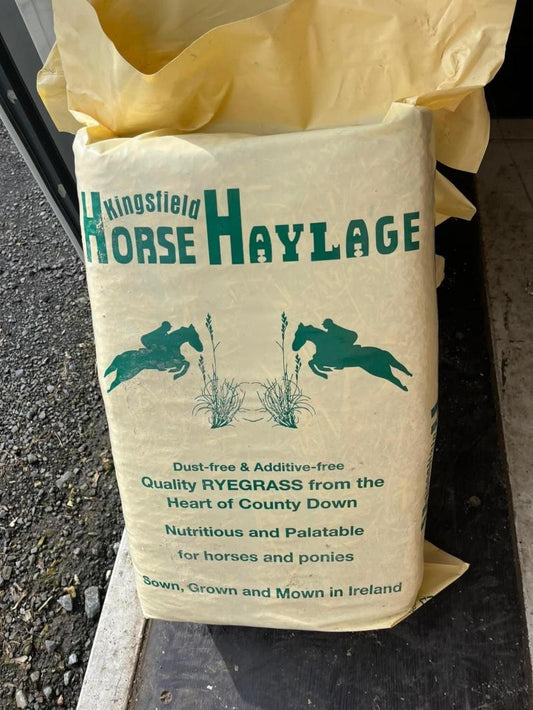 Kingsfield
HORSE HAYLAGE
Dust-free & Additive-free
Quality RYEGRASS from the
Heart of County Down
Nutritious and Palatable
for horses and ponies
Sown, Grown and Mown in Ireland